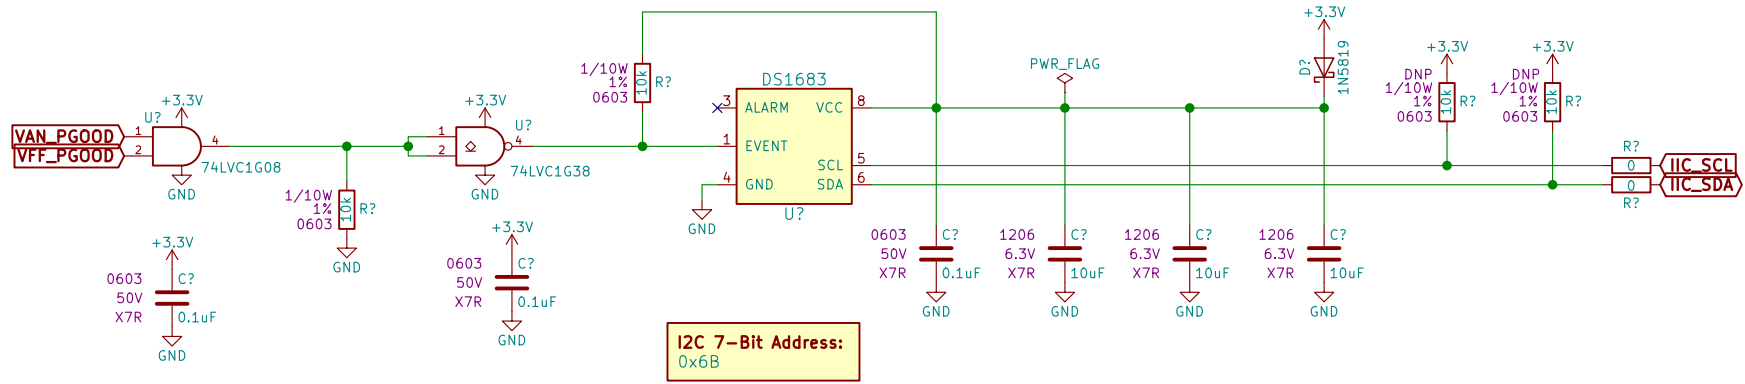 +3.3V
U?
VAN_PGOOD
VFF_PGOOD
1
2
4
74LVC1G08
GND
+3.3V
0603
50V
X7R
C?
0.1uF
GND
1/10W
1%
0603
10k
R?
GND
+3.3V
U?
1
2
4
74LVC1G38
GND
+3.3V
0603
50V
X7R
C?
0.1uF
GND
1/10W
1%
0603
10k
R?
DS1683
3
ALARM
VCC
8
1
EVENT
SCL
5
4
GND
SDA
6
U?
GND
PWR_FLAG
0603
50V
X7R
C?
0.1uF
GND
1206
6.3V
X7R
C?
10uF
GND
1206
6.3V
X7R
C?
10uF
GND
1206
6.3V
X7R
C?
10uF
GND
+3.3V
D?
1N5819
+3.3V
DNP
1/10W
1%
0603
10k
R?
+3.3V
DNP
1/10W
1%
0603
10k
R?
R?
0
IIC_SCL
0
IIC_SDA
R?
I2C 7-Bit Address:
0x6B